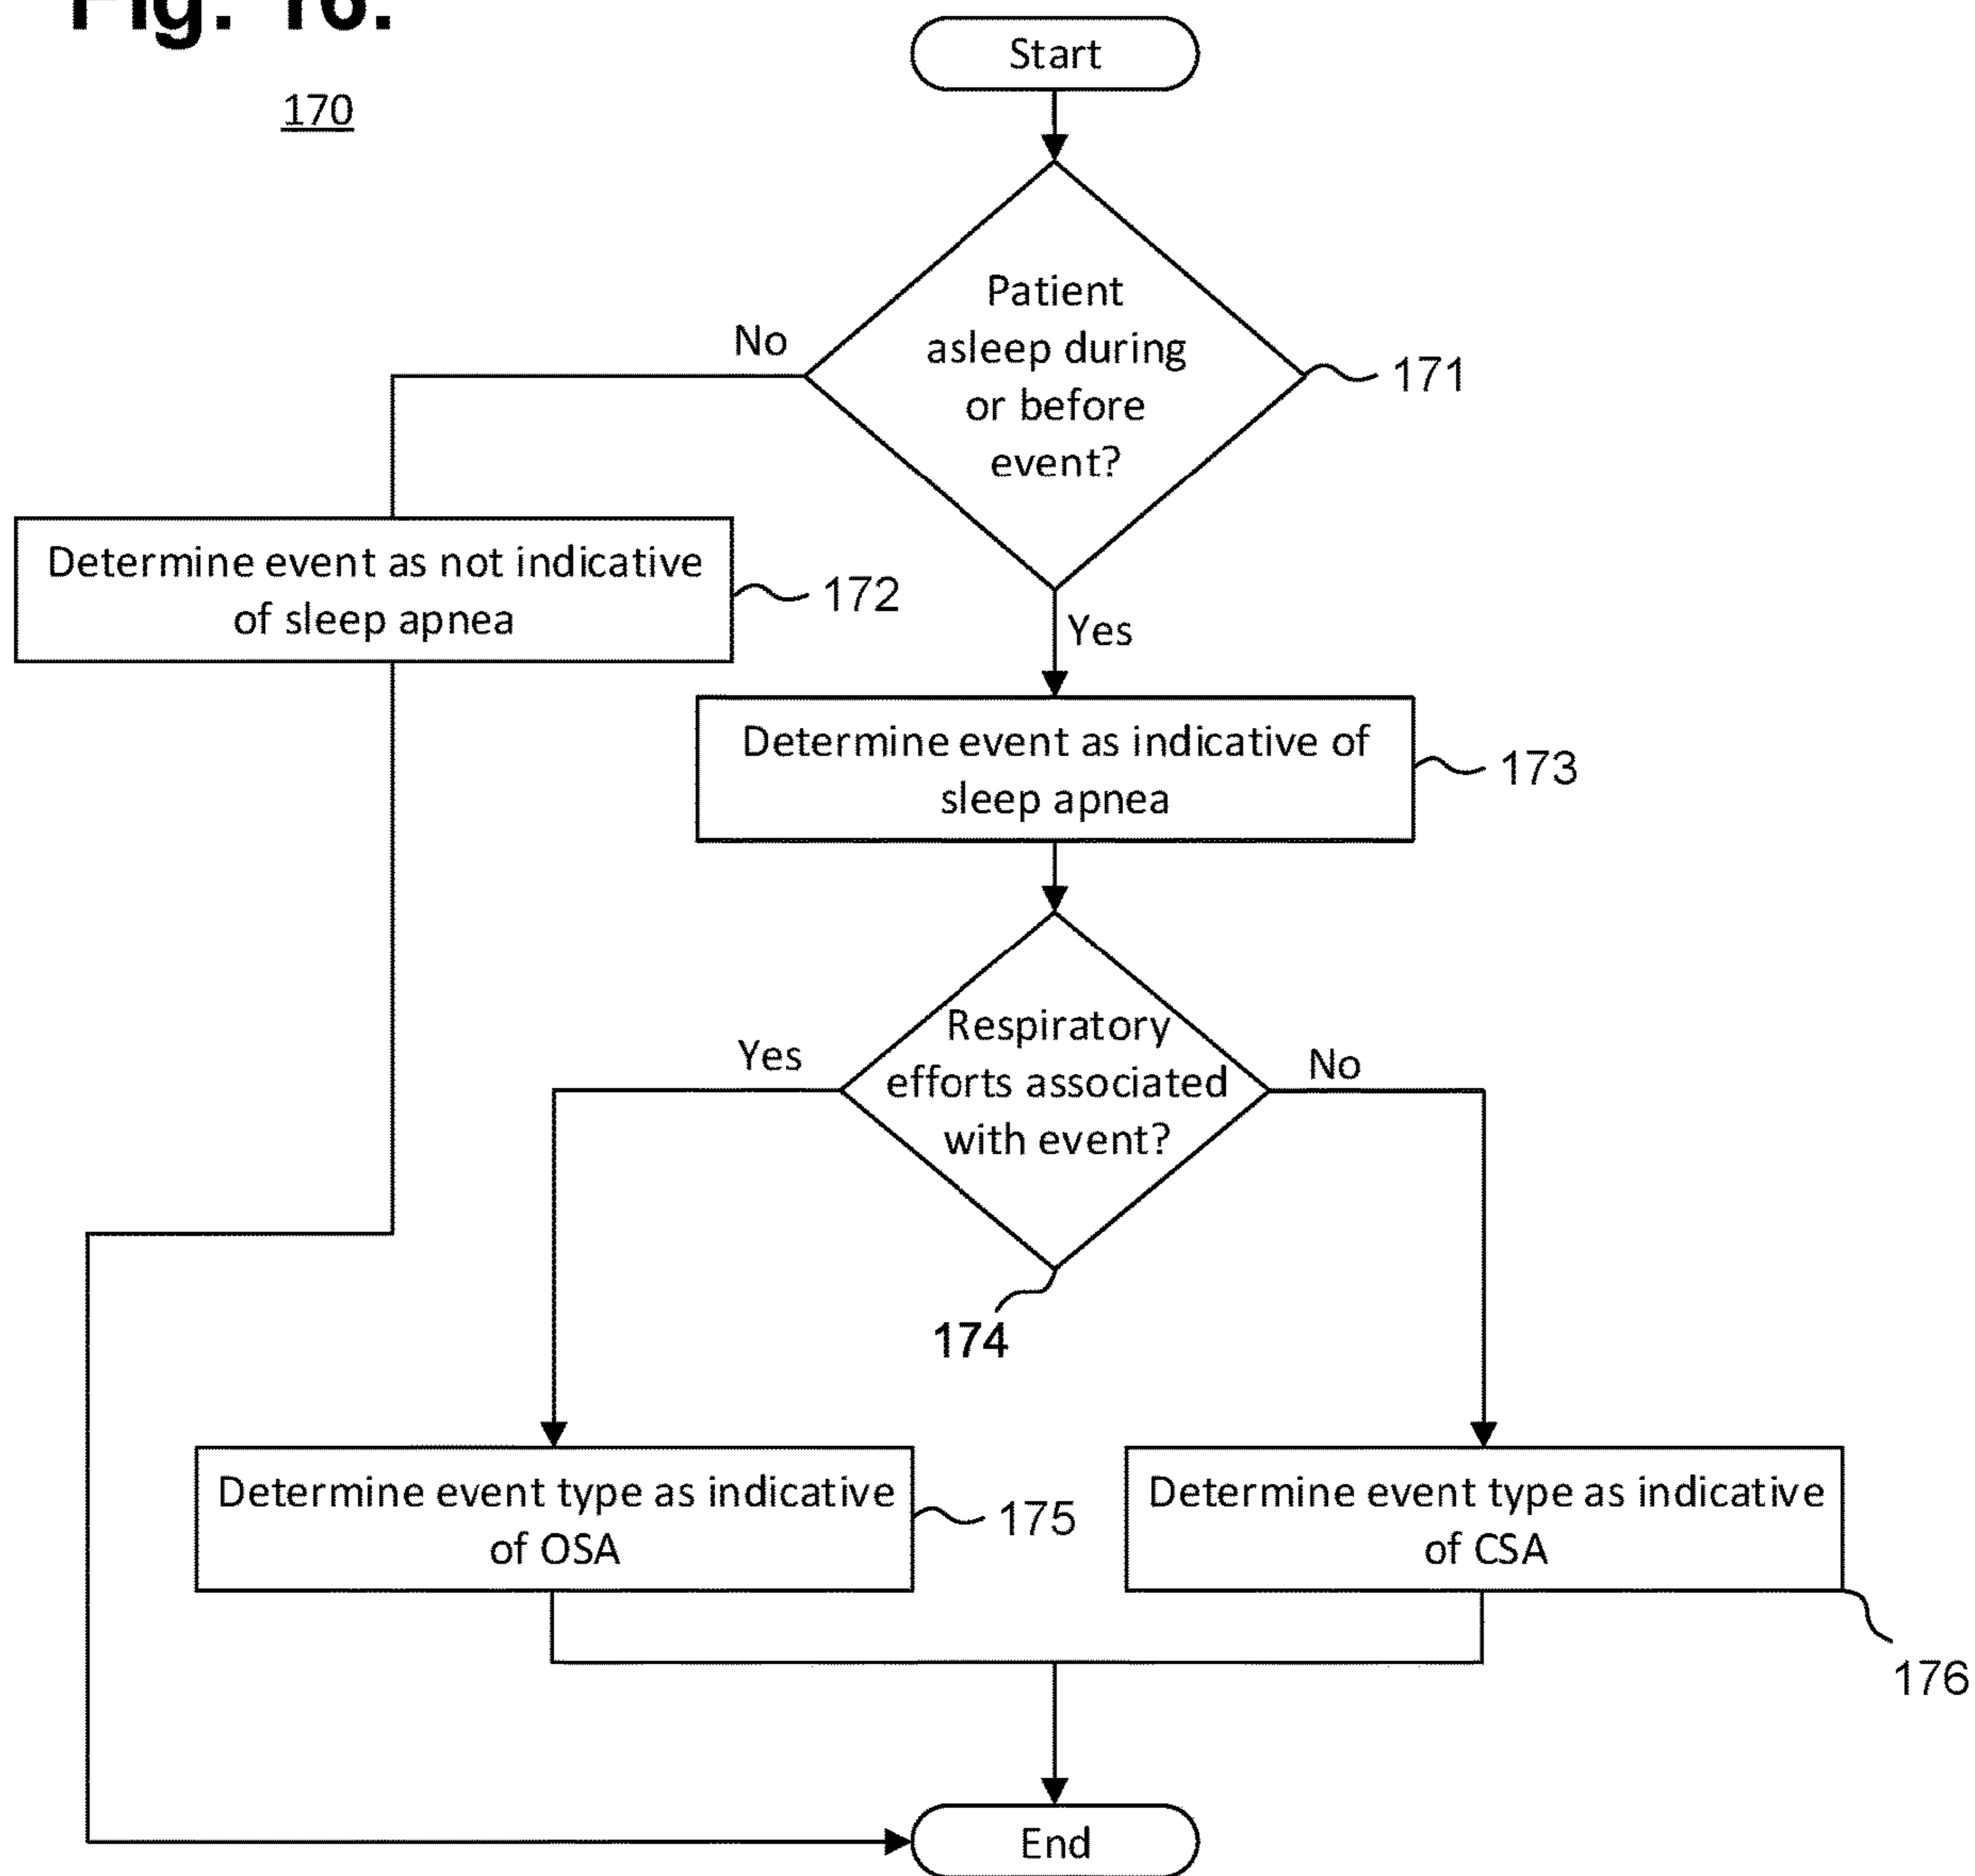 Fig. 16.
170
Start
Patient
asleep during
or before
event?
No
171
Determine event as not indicative
of sleep apnea
172
Yes
Determine event as indicative of
sleep apnea
173
Respiratory
efforts associated
with event?
Yes
No
174
Determine event type as indicative
of OSA
175
Determine event type as indicative
of CSA
176
End